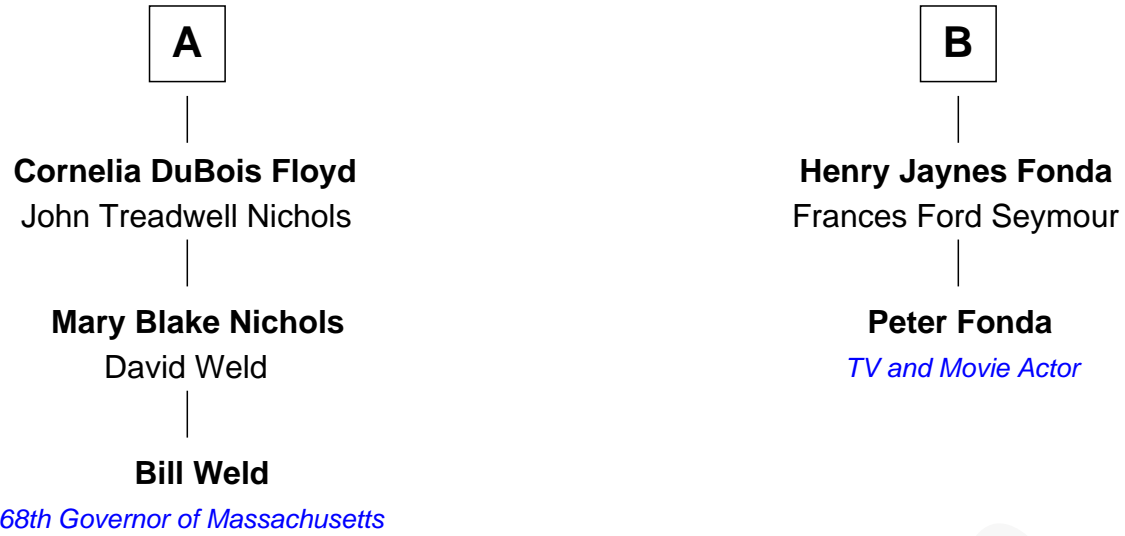 A
Cornelia DuBois Floyd
John Treadwell Nichols
Mary Blake Nichols
David Weld
Bill Weld
68th Governor of Massachusetts
B
Henry Jaynes Fonda
Frances Ford Seymour
Peter Fonda
TV and Movie Actor